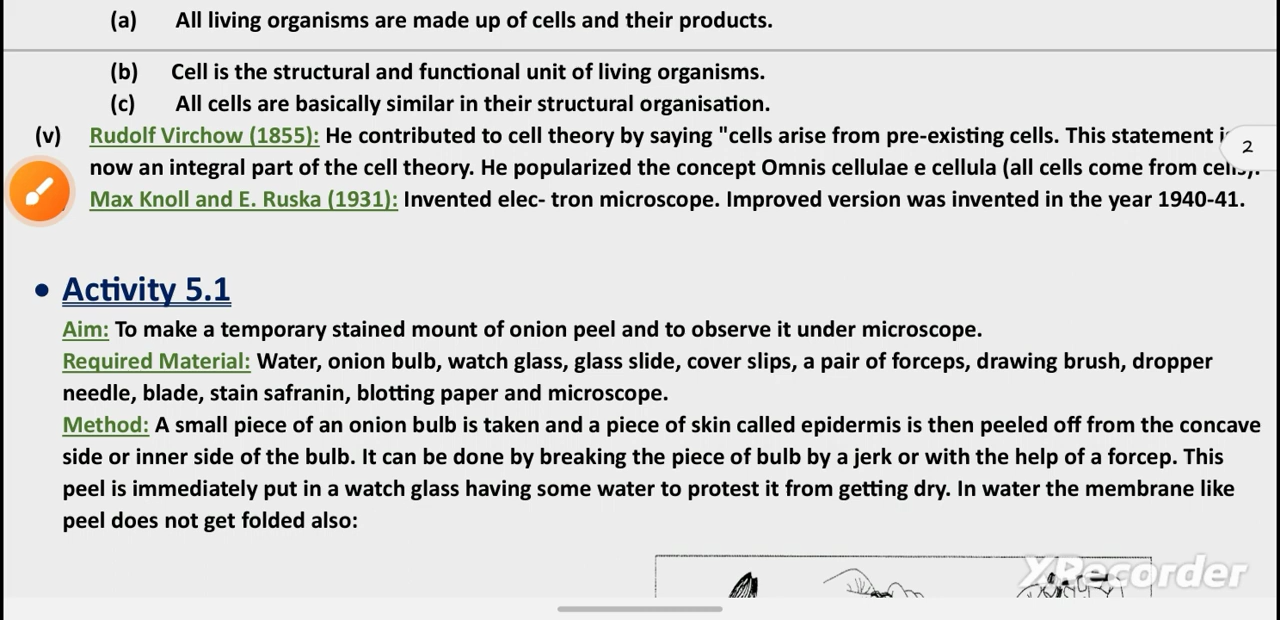 (a) All living organisms are made up of cells and their products.
(b) Cell is the structural and functional unit of living organisms.
(c) All cells are basically similar in their structural organisation.
(v) Rudolf Virchow (1855): He contributed to cell theory by saying "cells arise from pre-existing cells. This statement
2
now an integral part of the cell theory. He popularized the concept Omnis cellulae e cellula (all cells come from
Max Knoll and E. Ruska (1931): Invented elec- tron microscope. Improved version was invented in the year 1940-41.
• Activity 5.1
Aim: To make a temporary stained mount of onion peel and to observe it under microscope.
Required Material: Water, onion bulb, watch glass, glass slide, cover slips, a pair of forceps, drawing brush, dropper
needle, blade, stain safranin, blotting paper and microscope.
Method: A small piece of an onion bulb is taken and a piece of skin called epidermis is then peeled off from the concave
side or inner side of the bulb. It can be done by breaking the piece of bulb by a jerk or with the help of a forcep. This
peel is immediately put in a watch glass having some water to protest it from getting dry. In water the membrane like
peel does not get folded also:
XRecorder